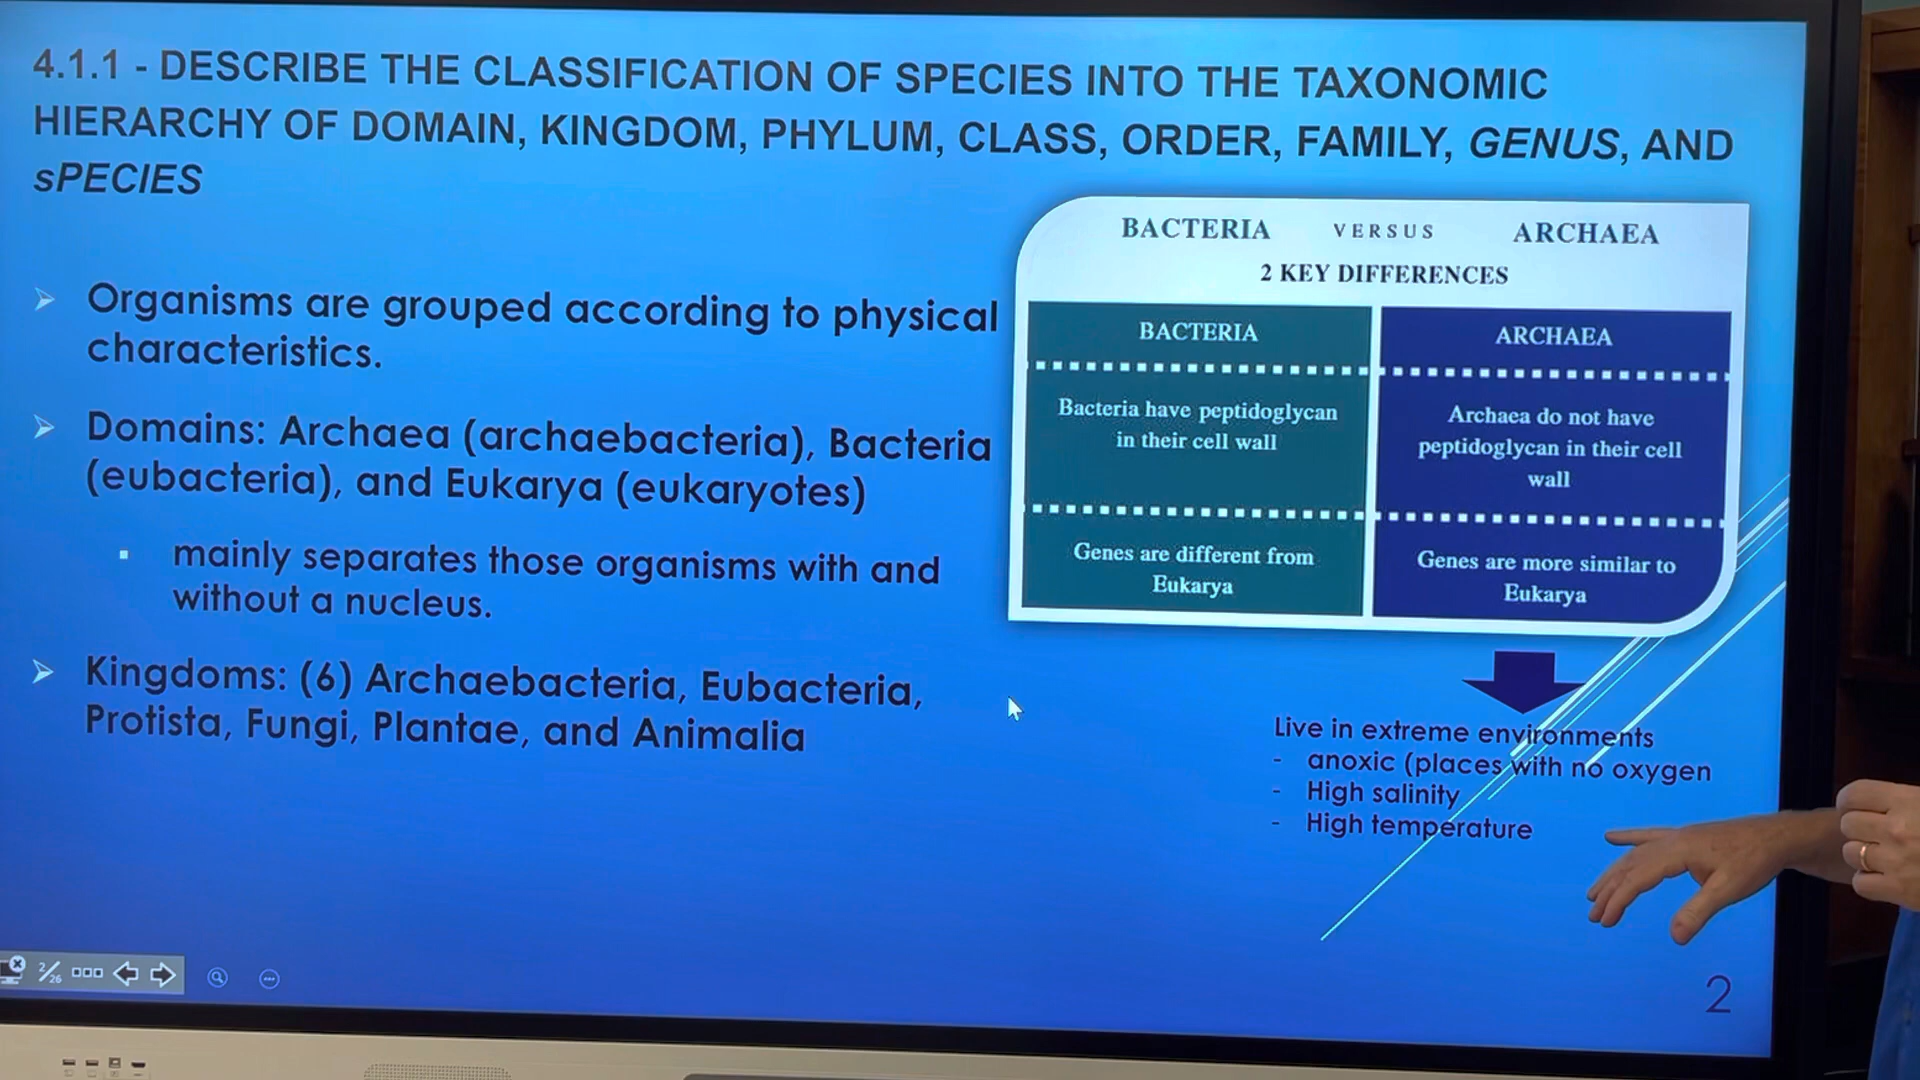 4.1.1 - DESCRIBE THE CLASSIFICATION OF SPECIES INTO THE TAXONOMIC
HIERARCHY OF DOMAIN, KINGDOM, PHYLUM, CLASS, ORDER, FAMILY, GENUS, AND
sPECIES
Organisms are grouped according to physical
characteristics.
Domains: Archaea (archaebacteria), Bacteria
(eubacteria), and Eukarya (eukaryotes)
mainly separates those organisms with and
without a nucleus.
Kingdoms: (6) Archaebacteria, Eubacteria,
Protista, Fungi, Plantae, and Animalia
BACTERIA VERSUS ARCHAEA
2 KEY DIFFERENCES
BACTERIA
Bacteria have peptidoglycan
in their cell wall
Genes are different from
Eukarya
ARCHAEA
Archaea do not have
peptidoglycan in their cell
wall
Genes are more similar to
Eukarya
Live in extreme environments
- anoxic (places with no oxygen
- High salinity
- High temperature
2/26
2